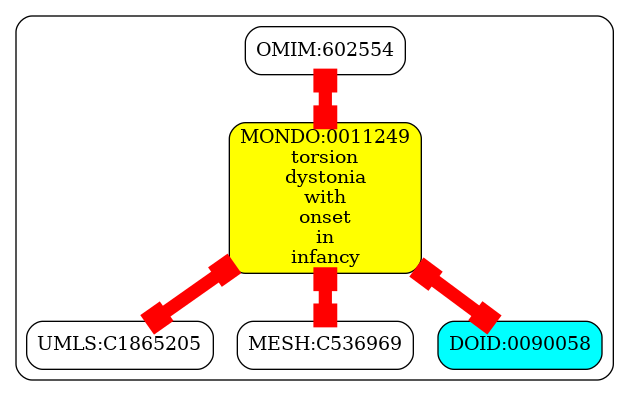 OMIM:602554
MONDO:0011249
torsion
dystonia
with
onset
in
infancy
UMLS:C1865205
MESH:C536969
DOID:0090058